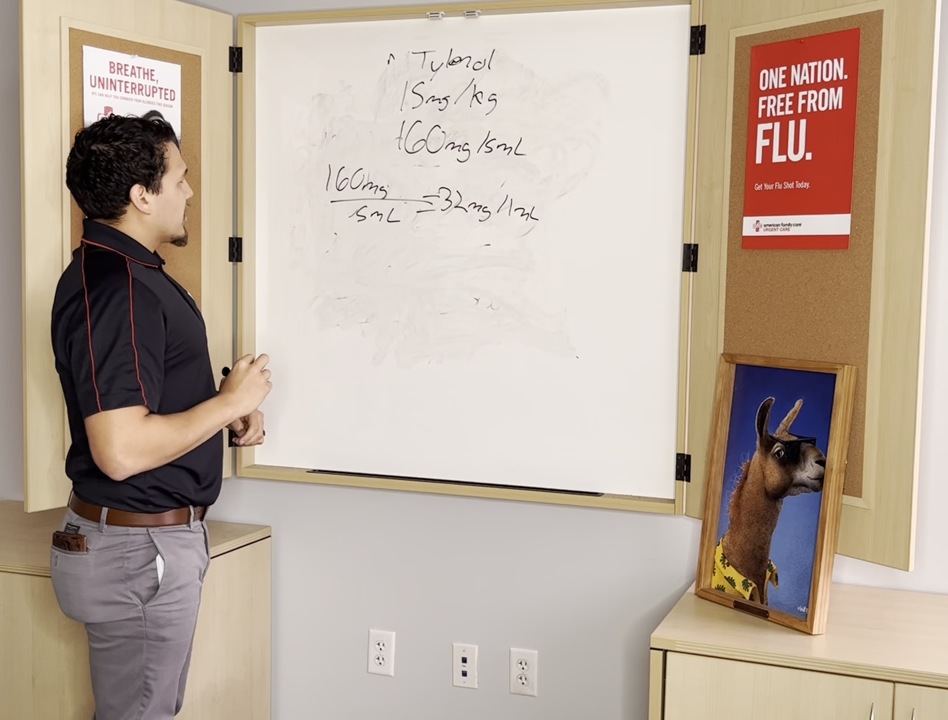 BREATHE,
UNINTERRUPTED
Tylenol
15mg/kg
160mg/5mL
160mg
5mL
=32mg/1mL
ONE NATION.
FREE FROM
FLU.
Get Your Flu Shot Today.
american family care
URGENT CARE